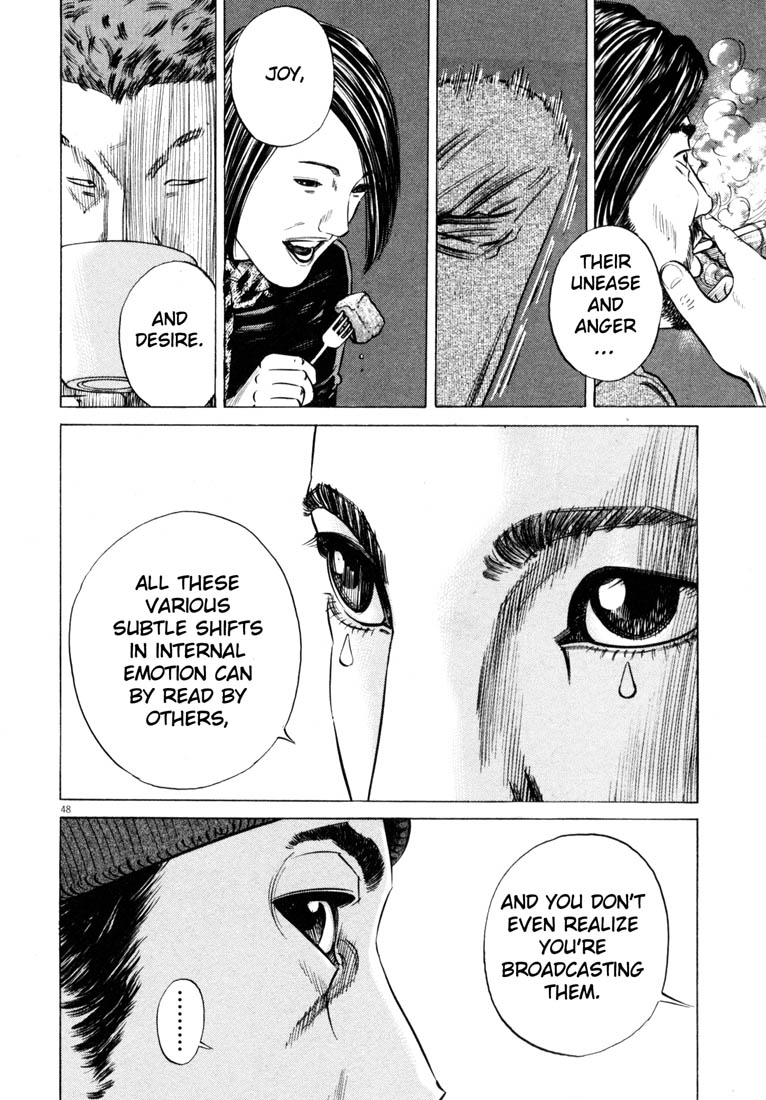 THEIR
UNEASE
AND
ANGER
...
JOY,
AND
DESIRE.
ALL THESE
VARIOUS
SUBTLE SHIFTS
IN INTERNAL
EMOTION CAN
BY READ BY
OTHERS,
48
AND YOU DON'T
EVEN REALIZE
YOU'RE
BROADCASTING
THEM.
........